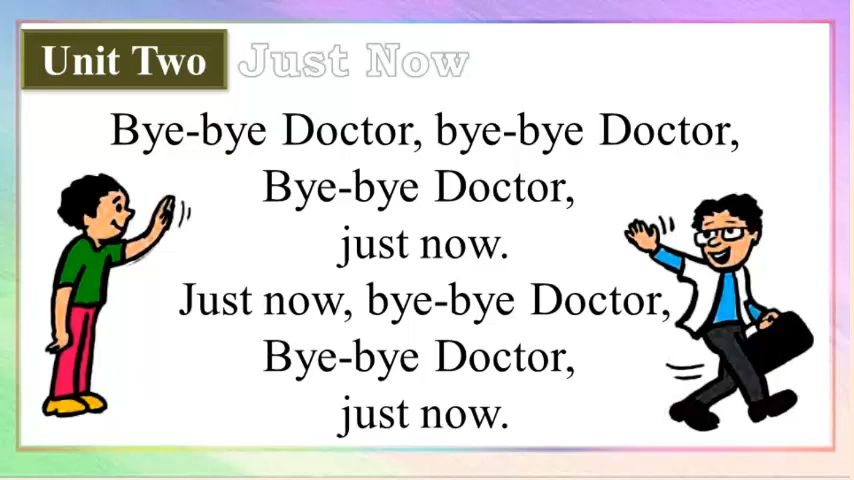 Unit Two Just Now
Bye-bye Doctor, bye-bye Doctor,
Bye-bye Doctor,
just now.
Just now, bye-bye Doctor,
Bye-bye Doctor,
just now.